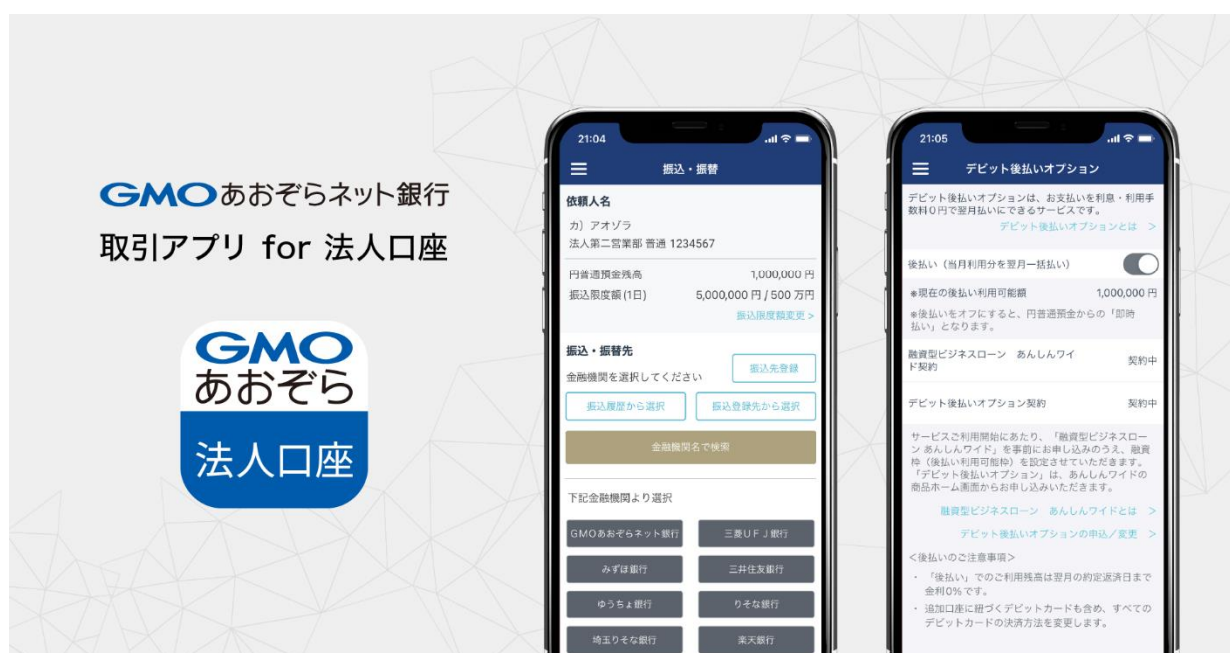 GMOあおぞらネット銀行
取引アプリ for 法人口座
GMO
あおぞら
法人口座
21:04
振込・振替
依頼人名
カ）アオゾラ
法人第二営業部 普通 1234567
円普通預金残高 1,000,000 円
振込限度額(1日) 5,000,000 円 / 500 万円
振込限度額変更 >
振込・振替先
金融機関を選択してください
振込先登録
振込履歴から選択
振込登録先から選択
金融機関名で検索
下記金融機関より選択
GMOあおぞらネット銀行
三菱UFJ銀行
みずほ銀行
三井住友銀行
ゆうちょ銀行
りそな銀行
埼玉りそな銀行
楽天銀行
21:05
デビット後払いオプション
デビット後払いオプションは、お支払いを利息・利用手
数料0円で翌月払いにできるサービスです。
デビット後払いオプションとは >
後払い（当月利用分を翌月一括払い）
※現在の後払い利用可能額 1,000,000 円
※後払いをオフにすると、円普通預金からの「即時
払い」となります。
融資型ビジネスローン あんしんワイ
ド契約
契約中
デビット後払いオプション契約 契約中
サービスご利用開始にあたり、「融資型ビジネスロー
ン あんしんワイド」を事前にお申し込みのうえ、融資
枠（後払い利用可能枠）を設定させていただきます。
「デビット後払いオプション」は、あんしんワイドの
商品ホーム画面からお申し込みいただきます。
融資型ビジネスローン あんしんワイドとは >
デビット後払いオプションの申込／変更 >
＜後払いのご注意事項＞
・ 「後払い」でのご利用残高は翌月の約定返済日まで
金利0%です。
・ 追加口座に紐づくデビットカードも含め、すべての
デビットカードの決済方法を変更します。